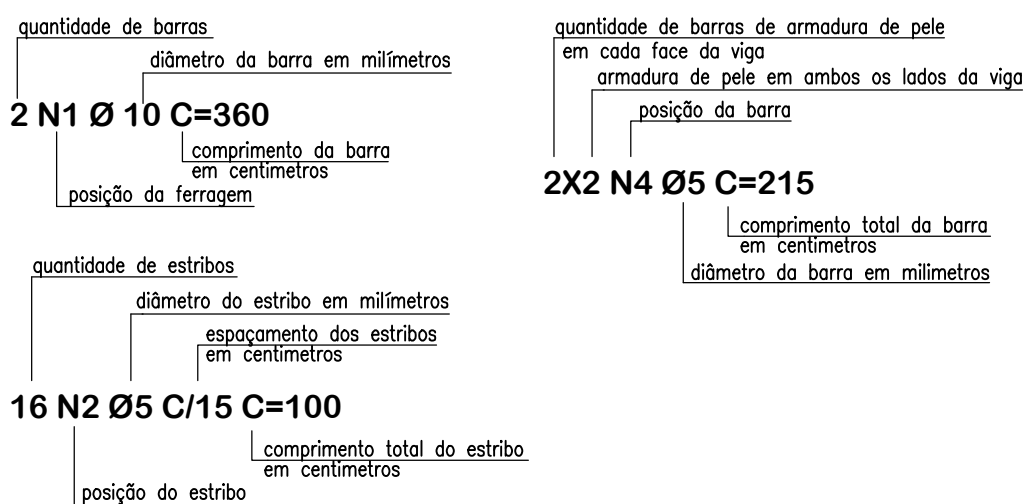 quantidade de barras
diâmetro da barra em milímetros
2 N1 Ø 10 C=360
comprimento da barra
em centimetros
posição da ferragem
quantidade de barras de armadura de pele
em cada face da viga
armadura de pele em ambos os lados da viga
posição da barra
2X2 N4 Ø5 C=215
comprimento total da barra
em centimetros
diâmetro da barra em milimetros
quantidade de estribos
diâmetro do estribo em milímetros
espaçamento dos estribos
em centimetros
16 N2 Ø5 C/15 C=100
comprimento total do estribo
em centimetros
posição do estribo